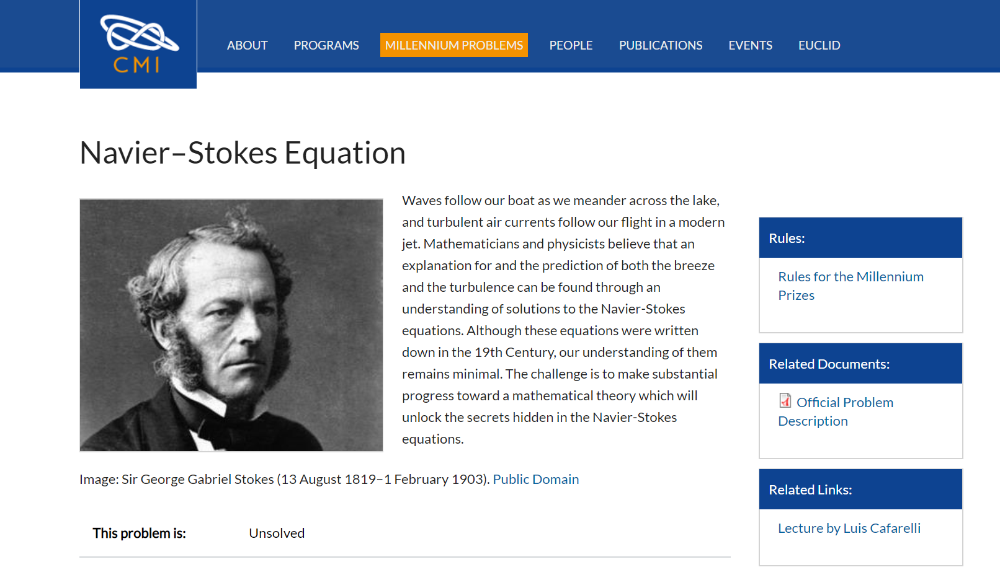 CMI
ABOUT PROGRAMS MILLENNIUM PROBLEMS PEOPLE PUBLICATIONS EVENTS EUCLID
Navier–Stokes Equation
Waves follow our boat as we meander across the lake,
and turbulent air currents follow our flight in a modern
jet. Mathematicians and physicists believe that an
explanation for and the prediction of both the breeze
and the turbulence can be found through an
understanding of solutions to the Navier-Stokes
equations. Although these equations were written
down in the 19th Century, our understanding of them
remains minimal. The challenge is to make substantial
progress toward a mathematical theory which will
unlock the secrets hidden in the Navier-Stokes
equations.
Image: Sir George Gabriel Stokes (13 August 1819–1 February 1903). Public Domain
This problem is: Unsolved
Rules:
Rules for the Millennium
Prizes
Related Documents:
Official Problem
Description
Related Links:
Lecture by Luis Cafarelli